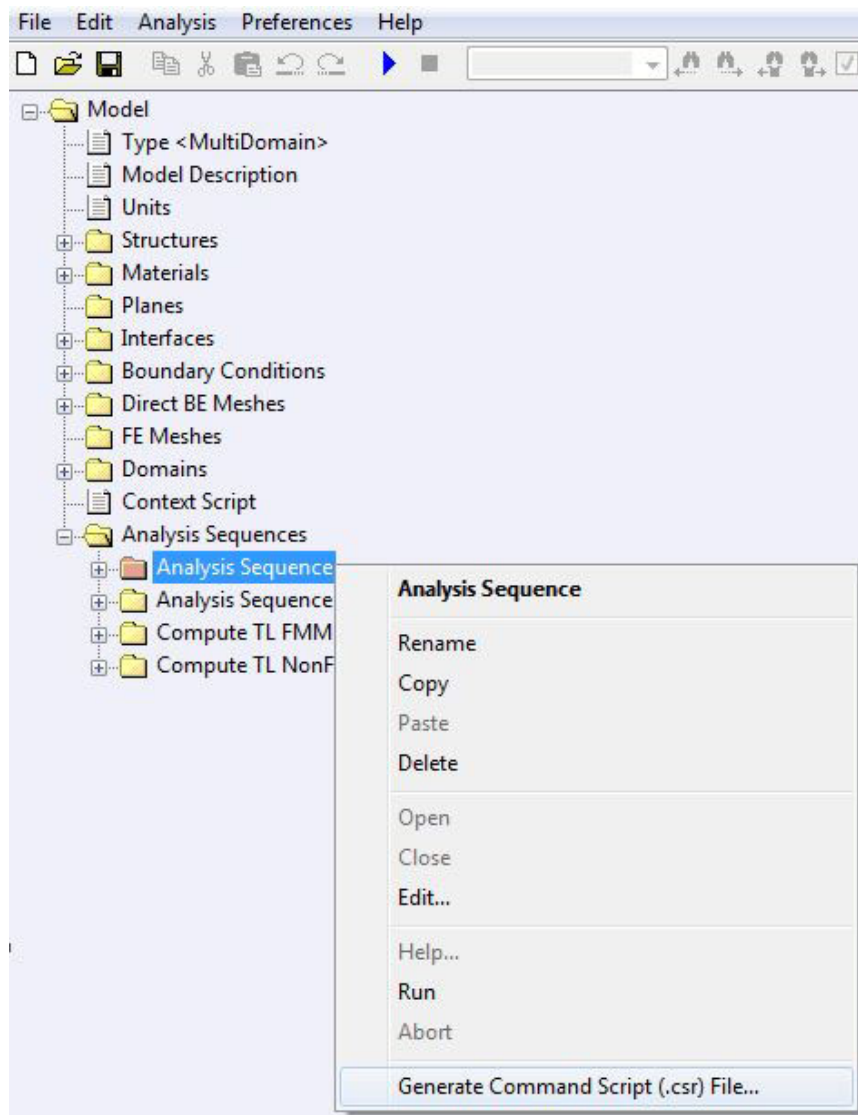 File Edit Analysis Preferences Help
Model
Type <MultiDomain>
Model Description
Units
Structures
Materials
Planes
Interfaces
Boundary Conditions
Direct BE Meshes
FE Meshes
Domains
Context Script
Analysis Sequences
Analysis Sequence
Analysis Sequence
Compute TL FMM
Compute TL NonF
Analysis Sequence
Rename
Copy
Paste
Delete
Open
Close
Edit...
Help...
Run
Abort
Generate Command Script (.csr) File...